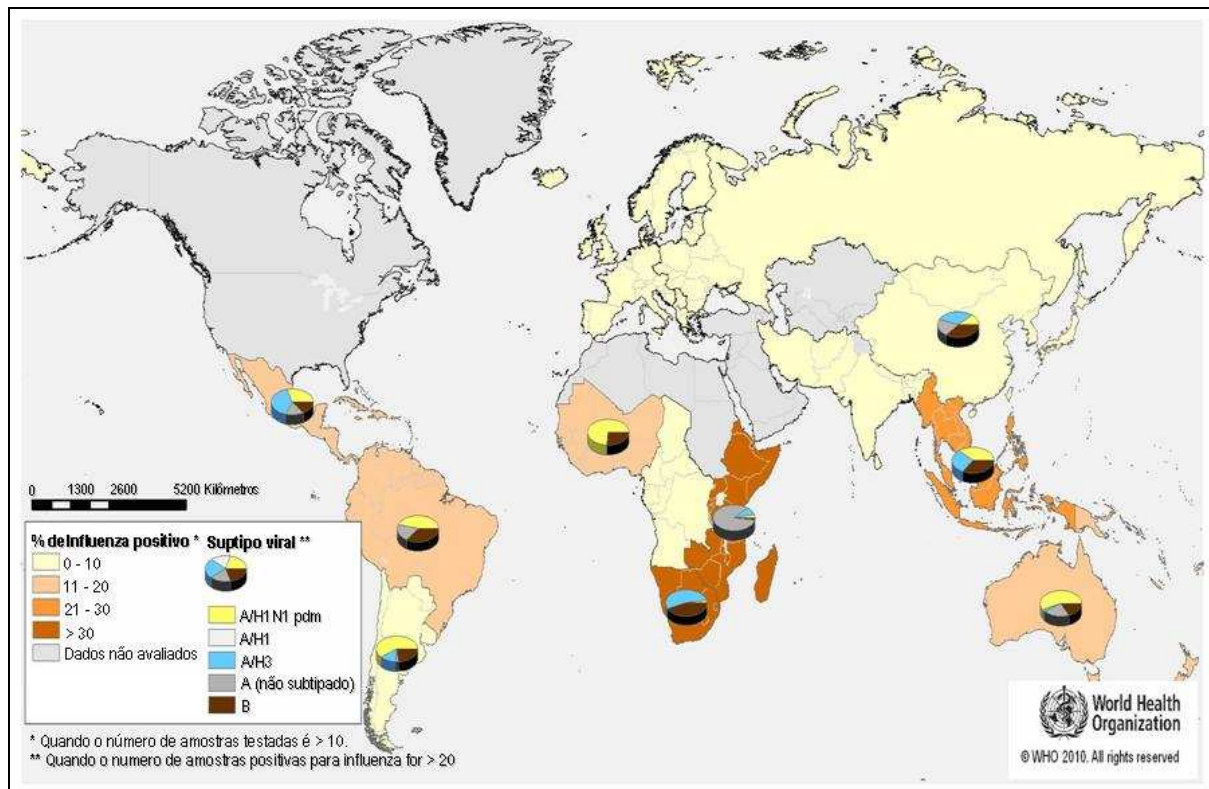 0 1300 2600 5200 Kilômetros
% de Influenza positivo *
0 - 10
11 - 20
21 - 30
> 30
Dados não avaliados
Suptipo viral **
A/H1N1 pdm
A/H1
A/H3
A (não subtipado)
B
* Quando o número de amostras testadas é > 10.
** Quando o numero de amostras positivas para influenza for > 20
World Health
Organization
© WHO 2010. All rights reserved
4